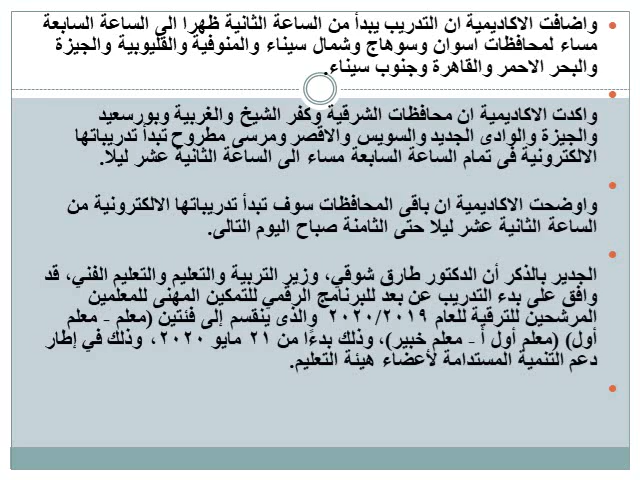 واضافت الاكاديمية ان التدريب يبدأ من الساعة الثانية ظهرا الى الساعة السابعة
مساء لمحافظات اسوان وسوهاج وشمال سيناء والمنوفية والقليوبية والجيزة
والبحر الاحمر والقاهرة وجنوب سيناء.
واكدت الاكاديمية ان محافظات الشرقية وكفر الشيخ والغربية وبورسعيد
والجيزة والوادى الجديد والسويس والاقصر ومرسى مطروح تبدأ تدريباتها
الالكترونية فى تمام الساعة السابعة مساء الى الساعة الثانية عشر ليلا.
واوضحت الاكاديمية ان باقى المحافظات سوف تبدأ تدريباتها الالكترونية من
الساعة الثانية عشر ليلا حتى الثامنة صباح اليوم التالى.
الجدير بالذكر أن الدكتور طارق شوقي، وزير التربية والتعليم والتعليم الفني، قد
وافق على بدء التدريب عن بعد للبرنامج الرقمي للتمكين المهنى للمعلمين
المرشحين للترقية للعام ٢٠٢٠/٢٠١٩ والذى ينقسم إلى فئتين (معلم - معلم
أول) (معلم أول أ - معلم خبير)، وذلك بدءًا من ٢١ مايو ٢٠٢٠، وذلك في إطار
دعم التنمية المستدامة لأعضاء هيئة التعليم.